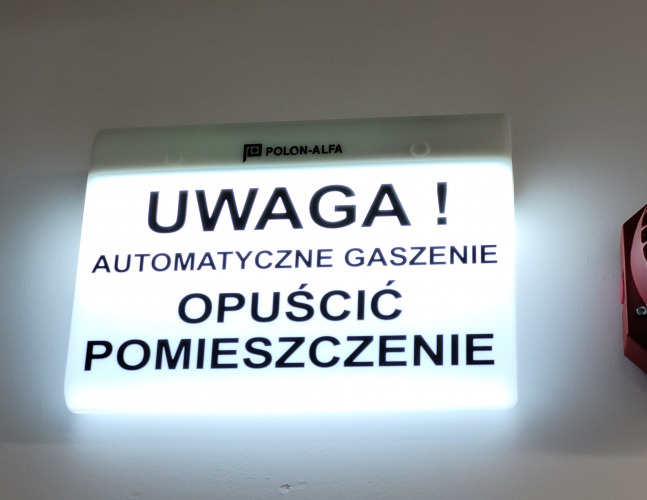 POLON-ALFA
UWAGA !
AUTOMATYCZNE GASZENIE
OPUŚCIĆ
POMIESZCZENIE